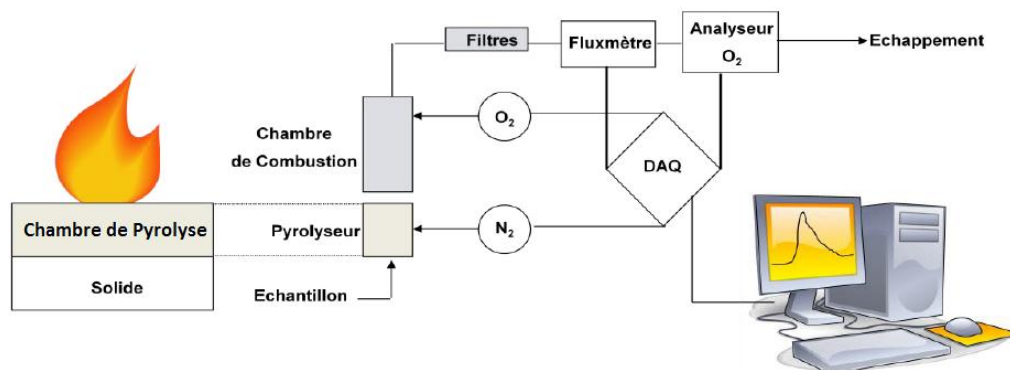 Filtres
Fluxmètre
Analyseur
O₂
Echappement
Chambre
de Combustion
O₂
DAQ
Chambre de Pyrolyse
Pyrolyseur
N₂
Solide
Echantillon